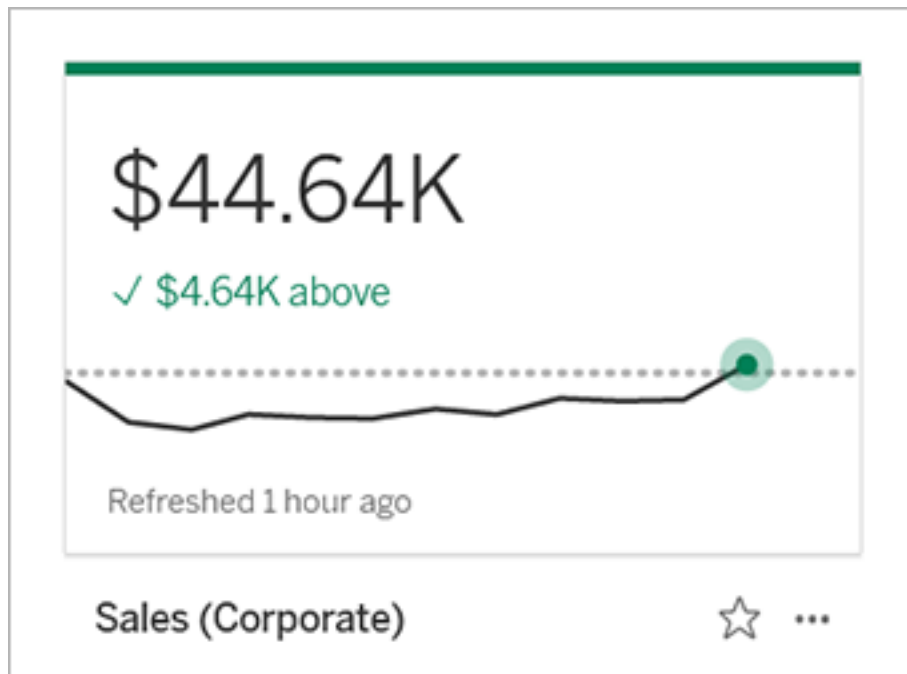 $44.64K
✓ $4.64K above
Refreshed 1 hour ago
Sales (Corporate)